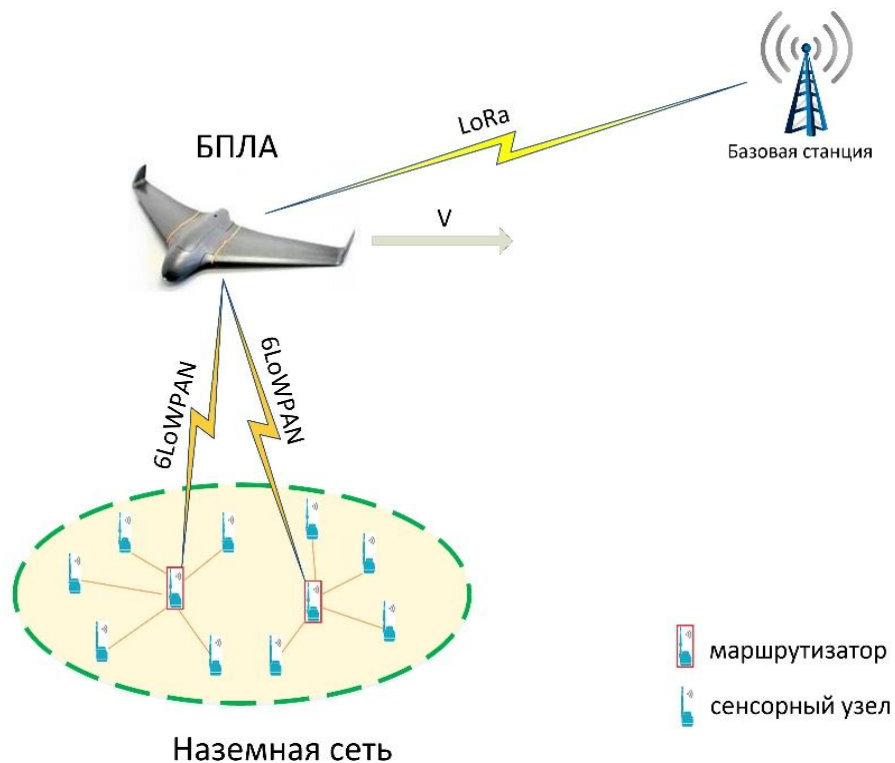 LoRa
БПЛА
Базовая станция
V
6LoWPAN
6LoWPAN
маршрутизатор
сенсорный узел
Наземная сеть